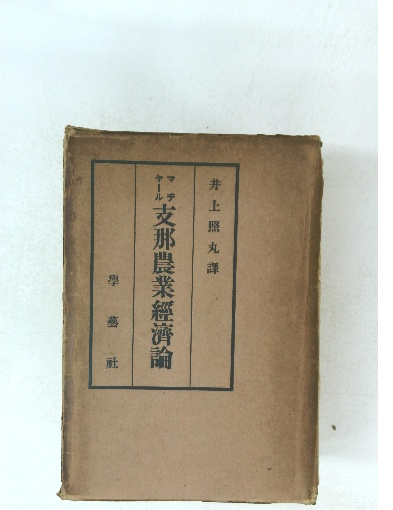 井上照丸譯
マチヤール
支那農業經濟論
學藝社